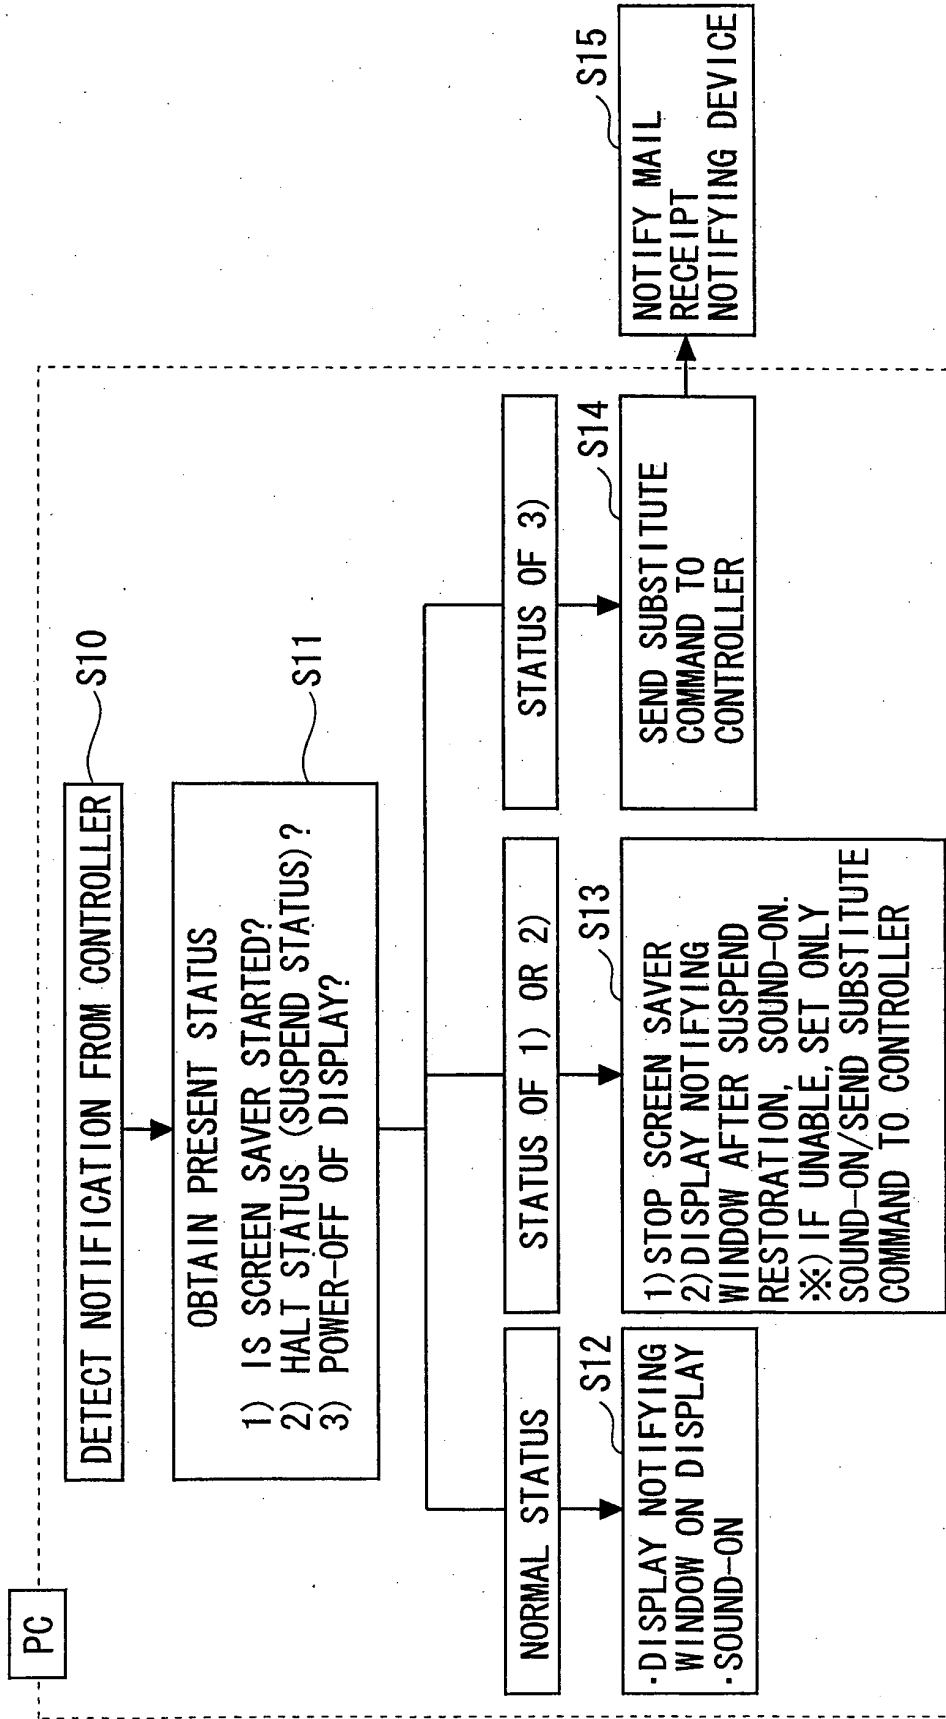 PC
DETECT NOTIFICATION FROM CONTROLLER
S10
OBTAIN PRESENT STATUS
1) IS SCREEN SAVER STARTED?
2) HALT STATUS (SUSPEND STATUS)?
3) POWER-OFF OF DISPLAY?
S11
NORMAL STATUS
S12
·DISPLAY NOTIFYING
WINDOW ON DISPLAY
·SOUND-ON
STATUS OF 1) OR 2)
S13
1)STOP SCREEN SAVER
2)DISPLAY NOTIFYING
WINDOW AFTER SUSPEND
RESTORATION, SOUND-ON.
※)IF UNABLE,SET ONLY
SOUND-ON/SEND SUBSTITUTE
COMMAND TO CONTROLLER
STATUS OF 3)
S14
SEND SUBSTITUTE
COMMAND TO
CONTROLLER
S15
NOTIFY MAIL
RECEIPT
NOTIFYING DEVICE